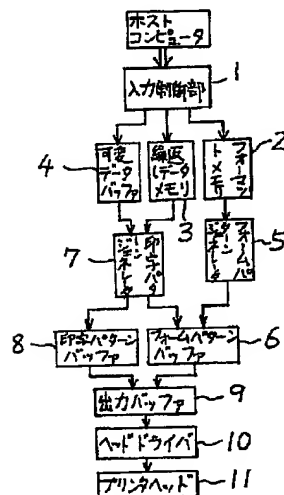 ホスト
コンピュータ
1
入力制御部
4
可変
データ
バッファ
繰返
しデータ
メモリ
3
フォーマッ
トメモリ
2
7
印字パタ
ーン
ジェネレータ
フォームパ
ターン
ジェネレータ
5
8
印字パターン
バッファ
フォームパターン
バッファ
6
出力バッファ
9
ヘッドドライバ
10
プリンタヘッド
11